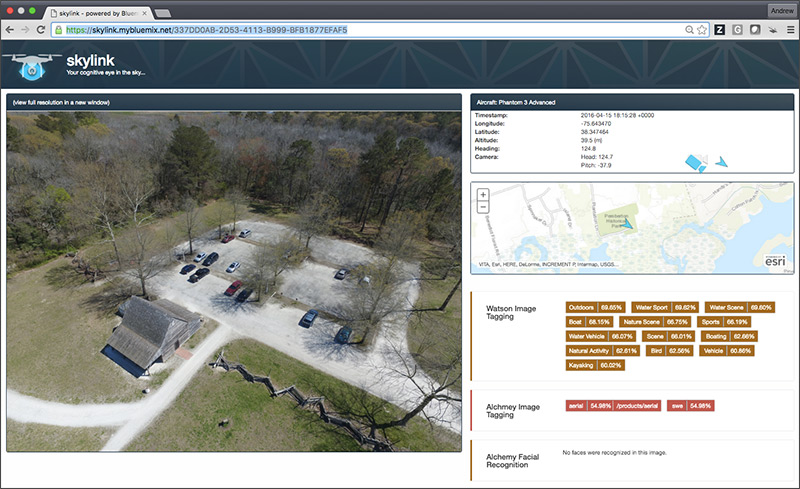 Andrew
skylink - powered by Bluem
https://skylink.mybluemix.net/337DD0AB-2D53-4113-B999-BFB1877EFAF5
skylink
Your cognitive eye in the sky...
(view full resolution in a new window)
Aircraft: Phantom 3 Advanced
Timestamp: 2016-04-15 18:15:28 +0000
Longitude: -75.643470
Latitude: 38.347464
Altitude: 39.5 (m)
Heading: 124.8
Camera: Head: 124.7
Pitch: -37.9
+
−
Pemberton
Historical
Park
VITA, Esri, HERE, DeLorme, INCREMENT P, Intermap, USGS...
esri
Watson Image
Tagging
Outdoors 69.85% Water Sport 69.82% Water Scene 69.80%
Boat 68.15% Nature Scene 66.75% Sports 66.19%
Water Vehicle 66.07% Scene 66.01% Boating 62.66%
Natural Activity 62.61% Bird 62.56% Vehicle 60.86%
Kayaking 60.02%
Alchmey Image
Tagging
aerial 54.98% /products/aerial swe 54.98%
Alchemy Facial
Recognition
No faces were recognized in this image.